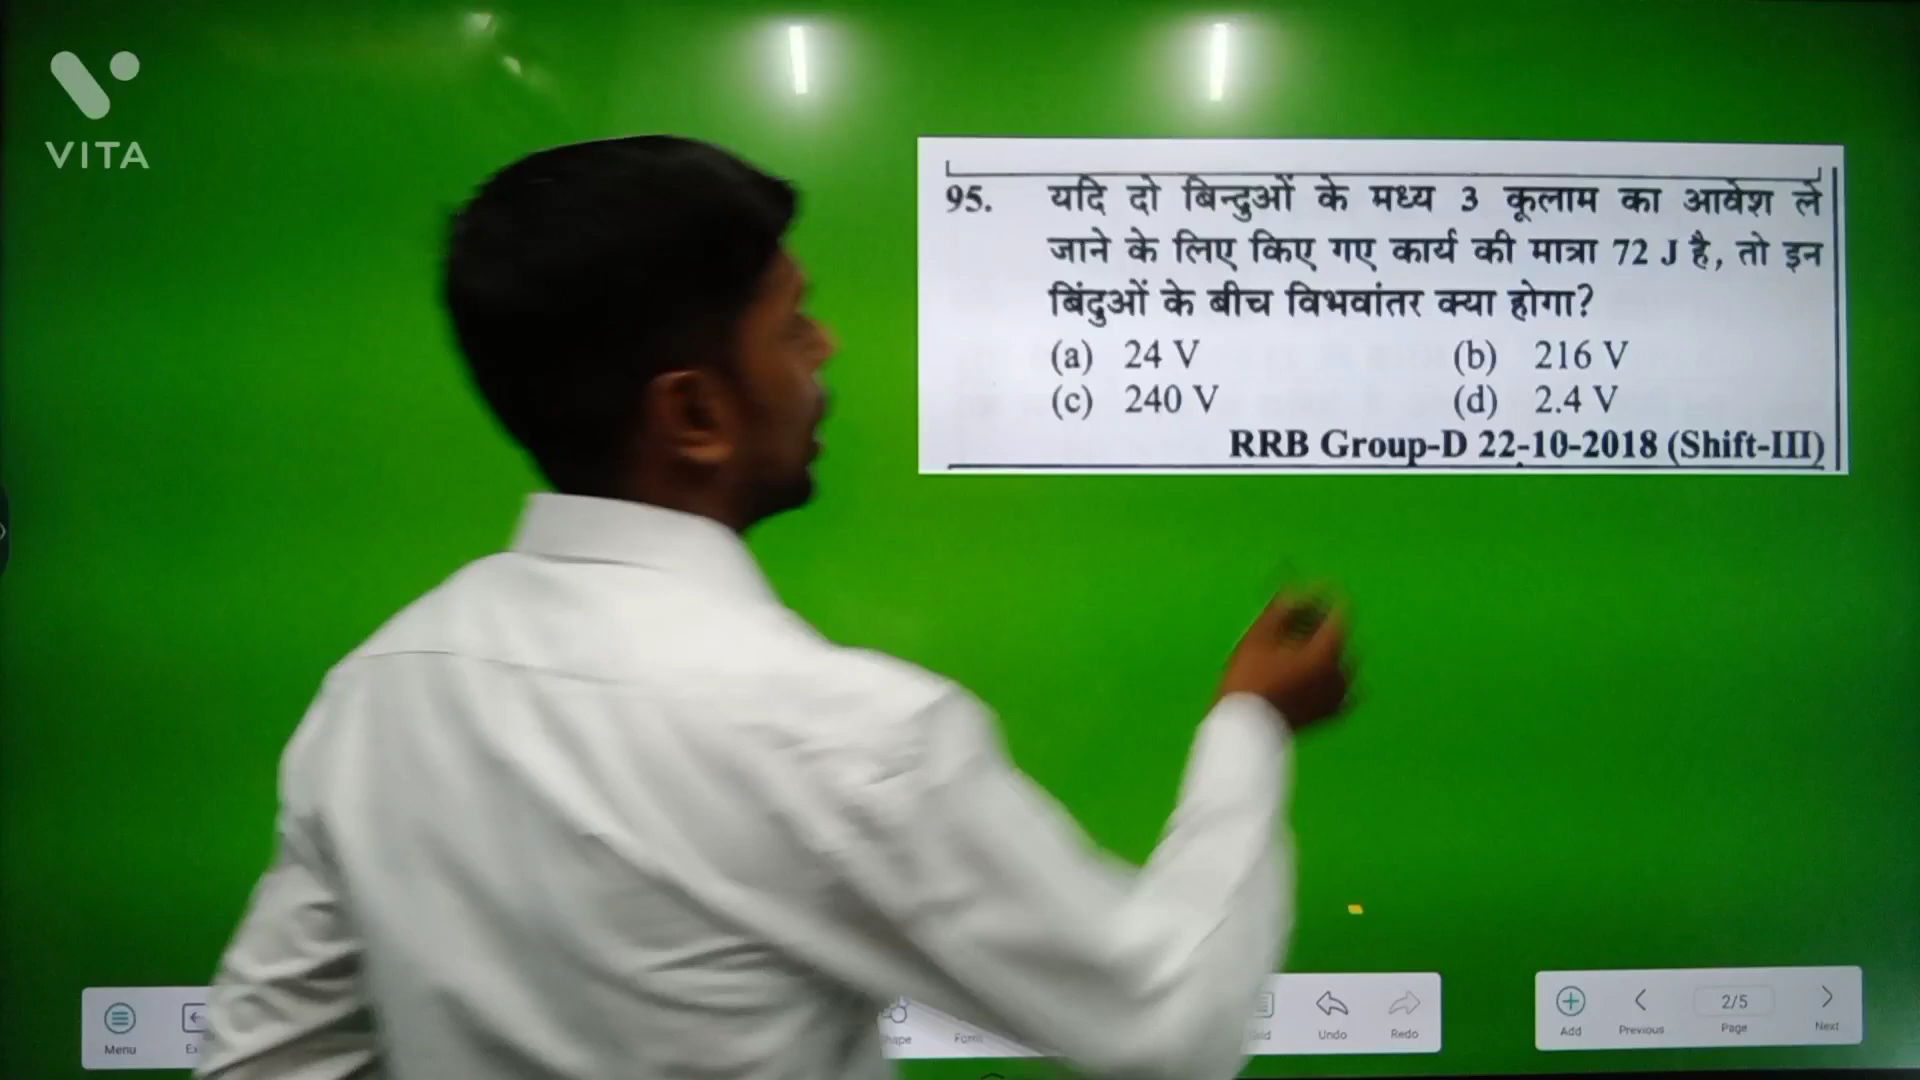 VITA
95. यदि दो बिन्दुओं के मध्य 3 कूलाम का आवेश ले
जाने के लिए किए गए कार्य की मात्रा 72 J है, तो इन
बिंदुओं के बीच विभवांतर क्या होगा?
(a) 24 V (b) 216 V
(c) 240 V (d) 2.4 V
RRB Group-D 22-10-2018 (Shift-III)
Menu Undo Redo Add Previous 2/5 Page Next